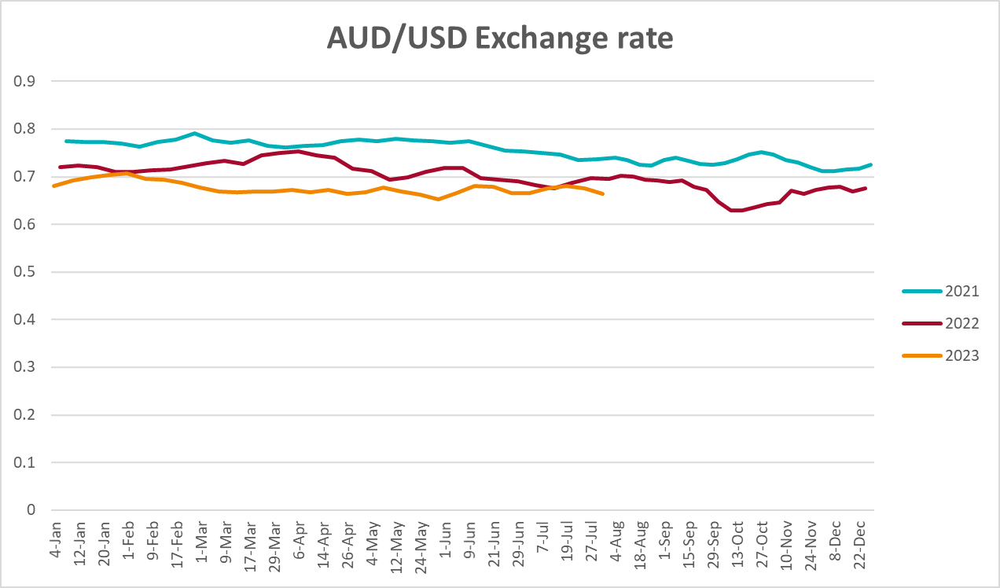 AUD/USD Exchange rate
0.9
0.8
0.7
0.6
0.5
0.4
0.3
0.2
0.1
0
4-Jan
12-Jan
20-Jan
1-Feb
9-Feb
17-Feb
1-Mar
9-Mar
17-Mar
29-Mar
6-Apr
14-Apr
26-Apr
4-May
12-May
24-May
1-Jun
9-Jun
21-Jun
29-Jun
7-Jul
19-Jul
27-Jul
4-Aug
18-Aug
1-Sep
15-Sep
29-Sep
13-Oct
27-Oct
10-Nov
24-Nov
8-Dec
22-Dec
2021
2022
2023